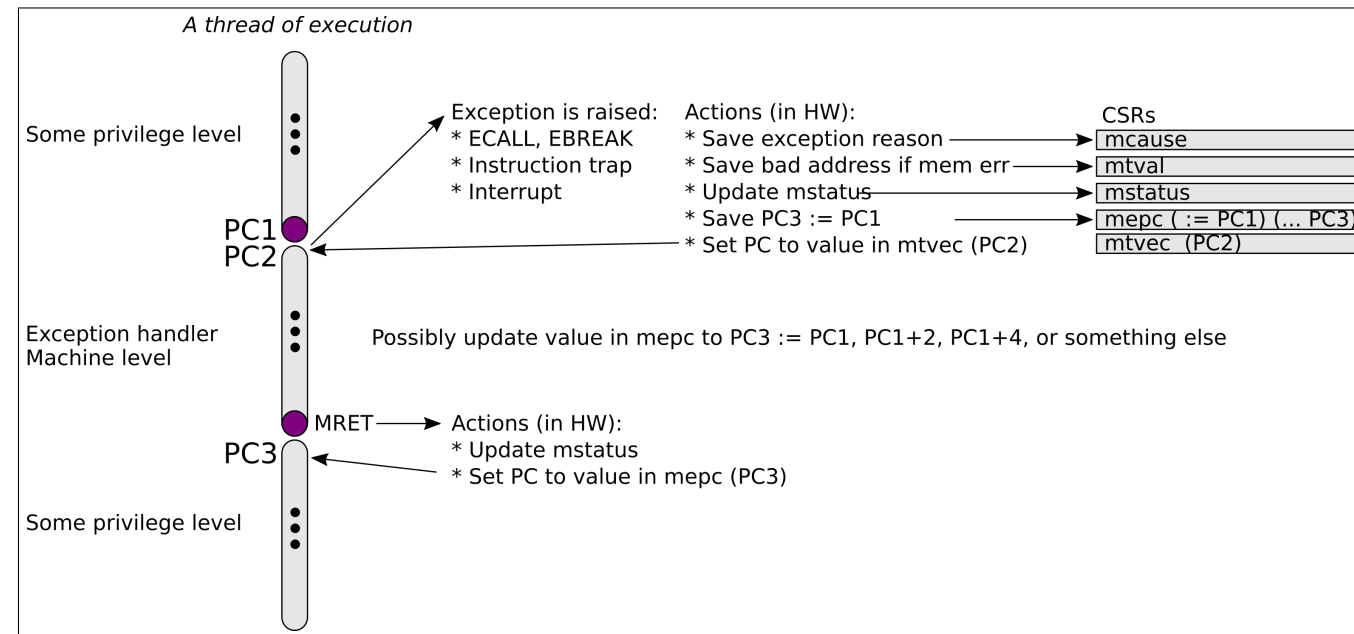 A thread of execution
Some privilege level
PC1
PC2
Exception is raised:
* ECALL, EBREAK
* Instruction trap
* Interrupt
Actions (in HW):
* Save exception reason
* Save bad address if mem err
* Update mstatus
* Save PC3 := PC1
* Set PC to value in mtvec (PC2)
CSRs
mcause
mtval
mstatus
mepc ( := PC1) (... PC3)
mtvec (PC2)
Exception handler
Machine level
Possibly update value in mepc to PC3 := PC1, PC1+2, PC1+4, or something else
MRET
Actions (in HW):
* Update mstatus
* Set PC to value in mepc (PC3)
PC3
Some privilege level